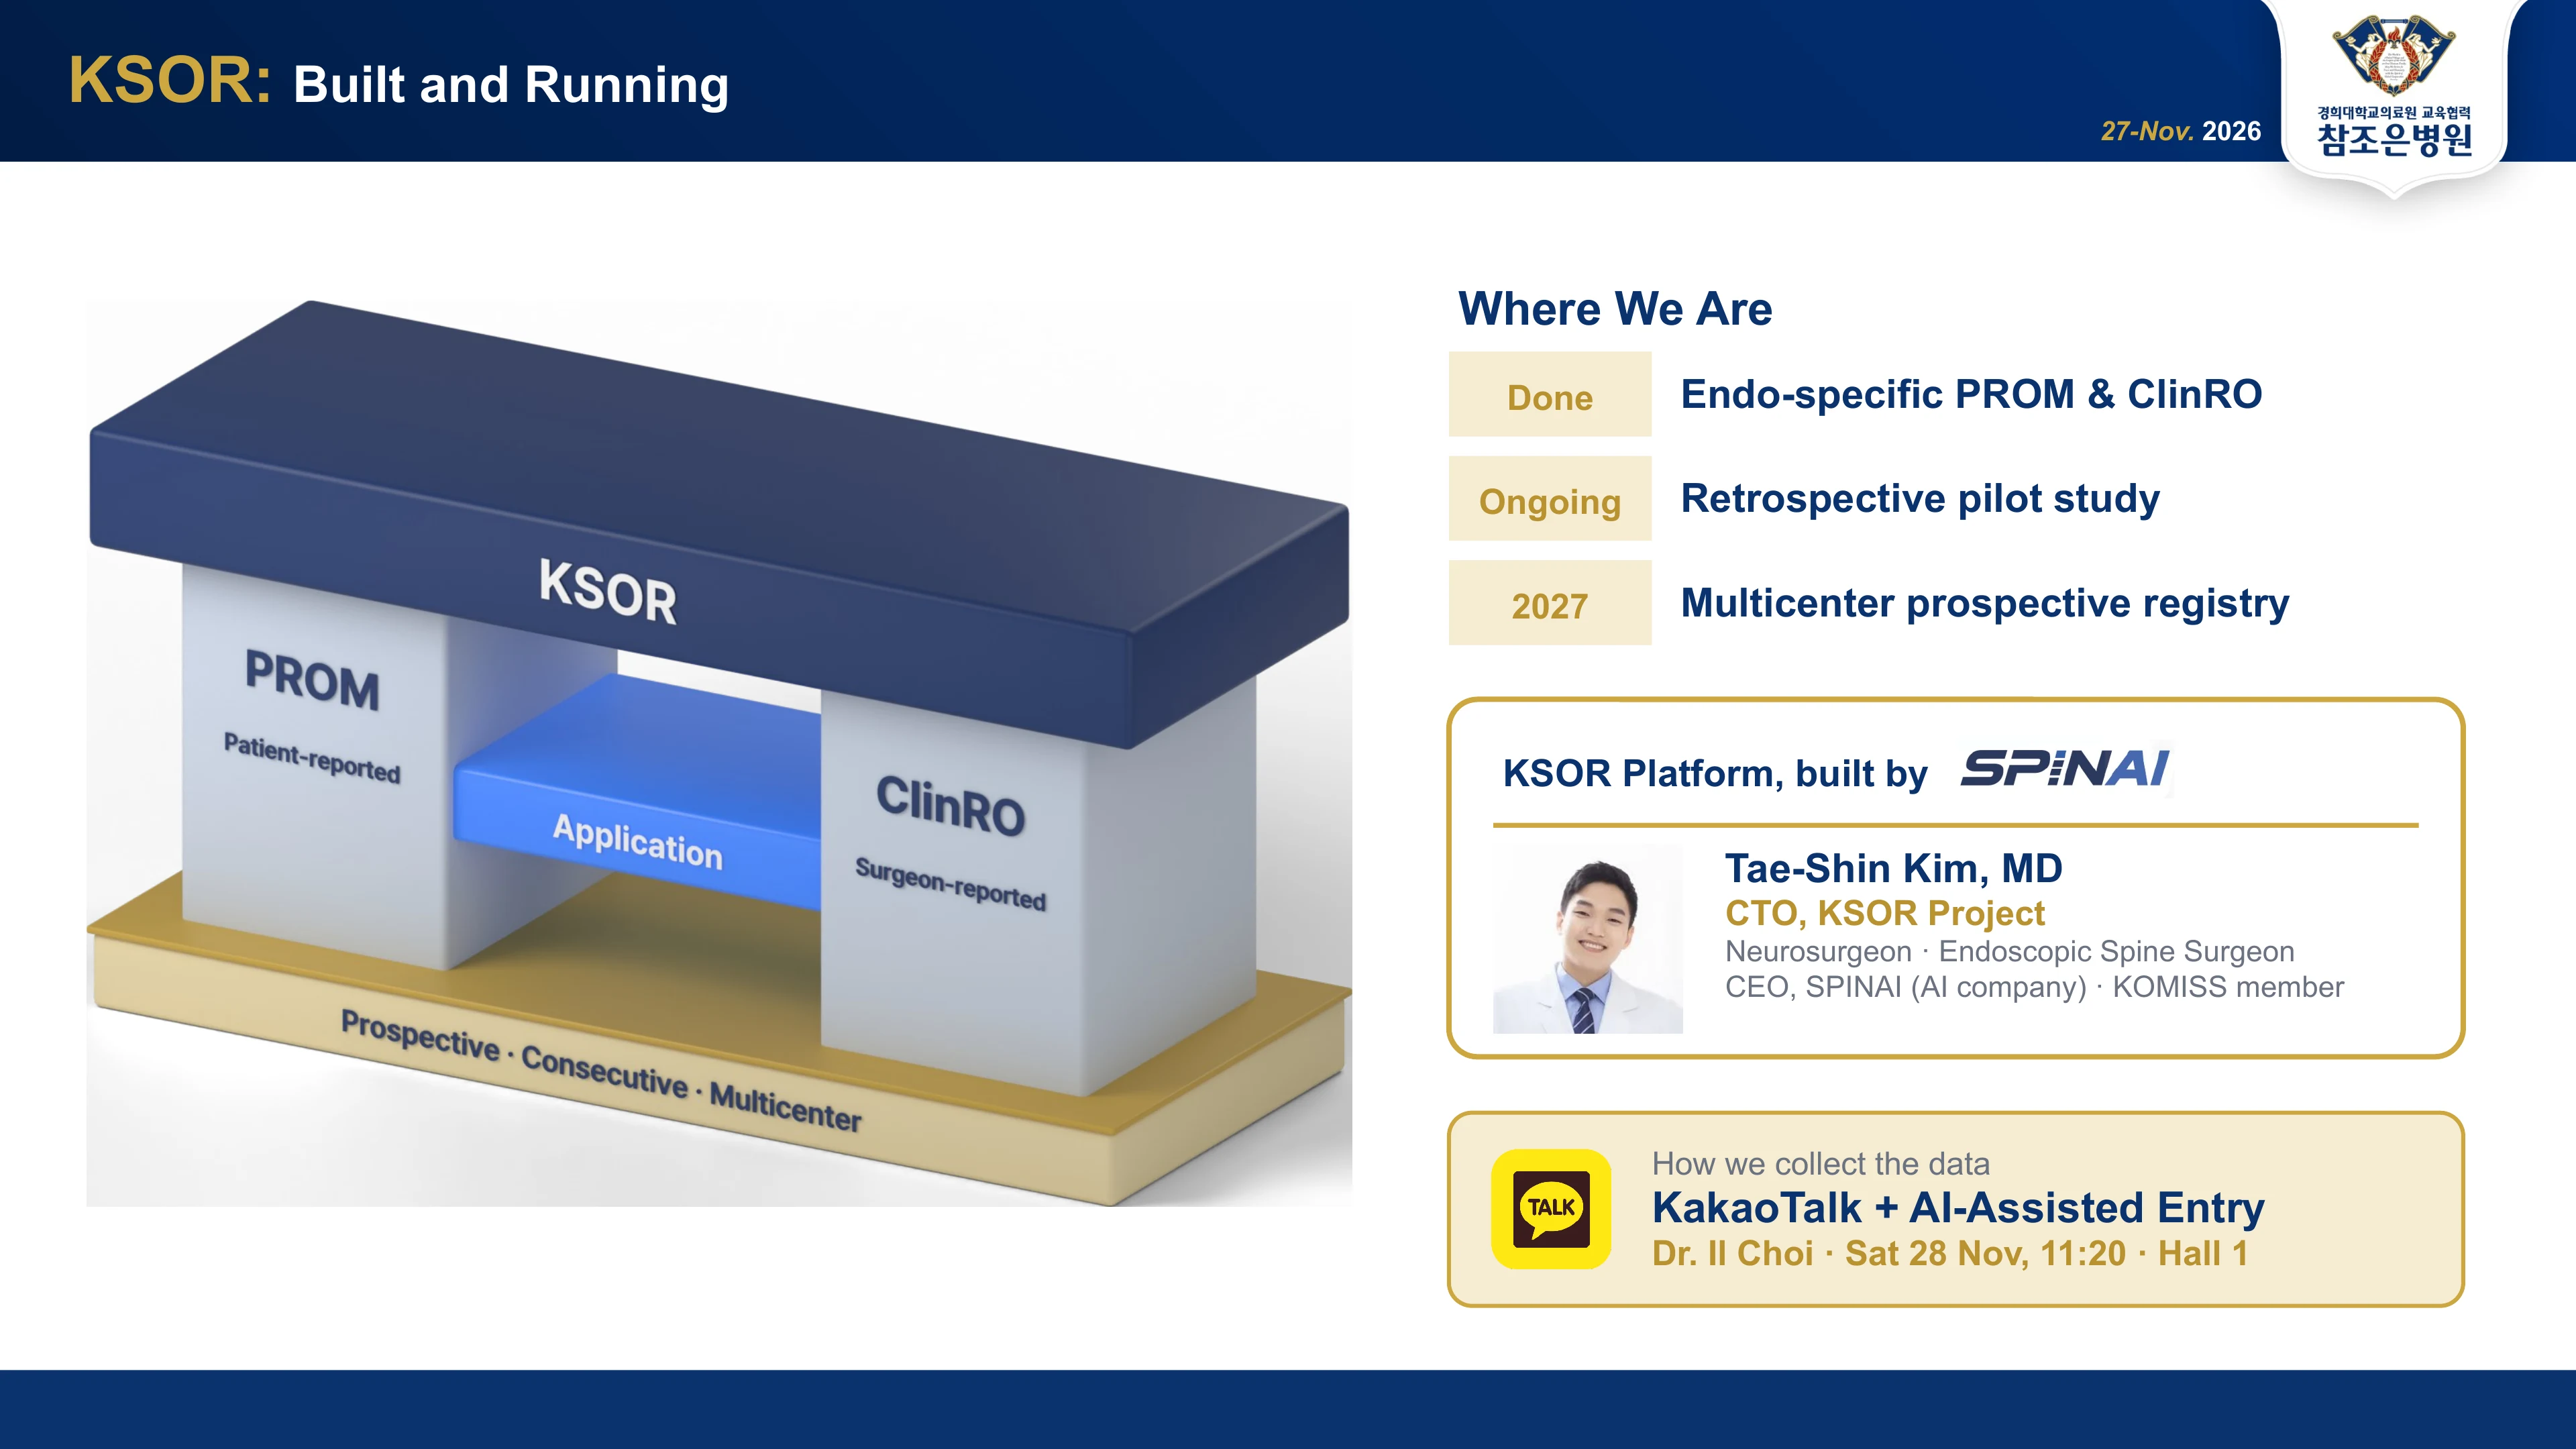 KSOR: Built and Running
27-Nov. 2026
경희대학교의료원 교육협력
참조은병원
KSOR
PROM
Patient-reported
Application
ClinRO
Surgeon-reported
Prospective · Consecutive · Multicenter
Where We Are
Done Endo-specific PROM & ClinRO
Ongoing Retrospective pilot study
2027 Multicenter prospective registry
KSOR Platform, built by SPINAI
Tae-Shin Kim, MD
CTO, KSOR Project
Neurosurgeon · Endoscopic Spine Surgeon
CEO, SPINAI (AI company) · KOMISS member
TALK
How we collect the data
KakaoTalk + AI-Assisted Entry
Dr. Il Choi · Sat 28 Nov, 11:20 · Hall 1